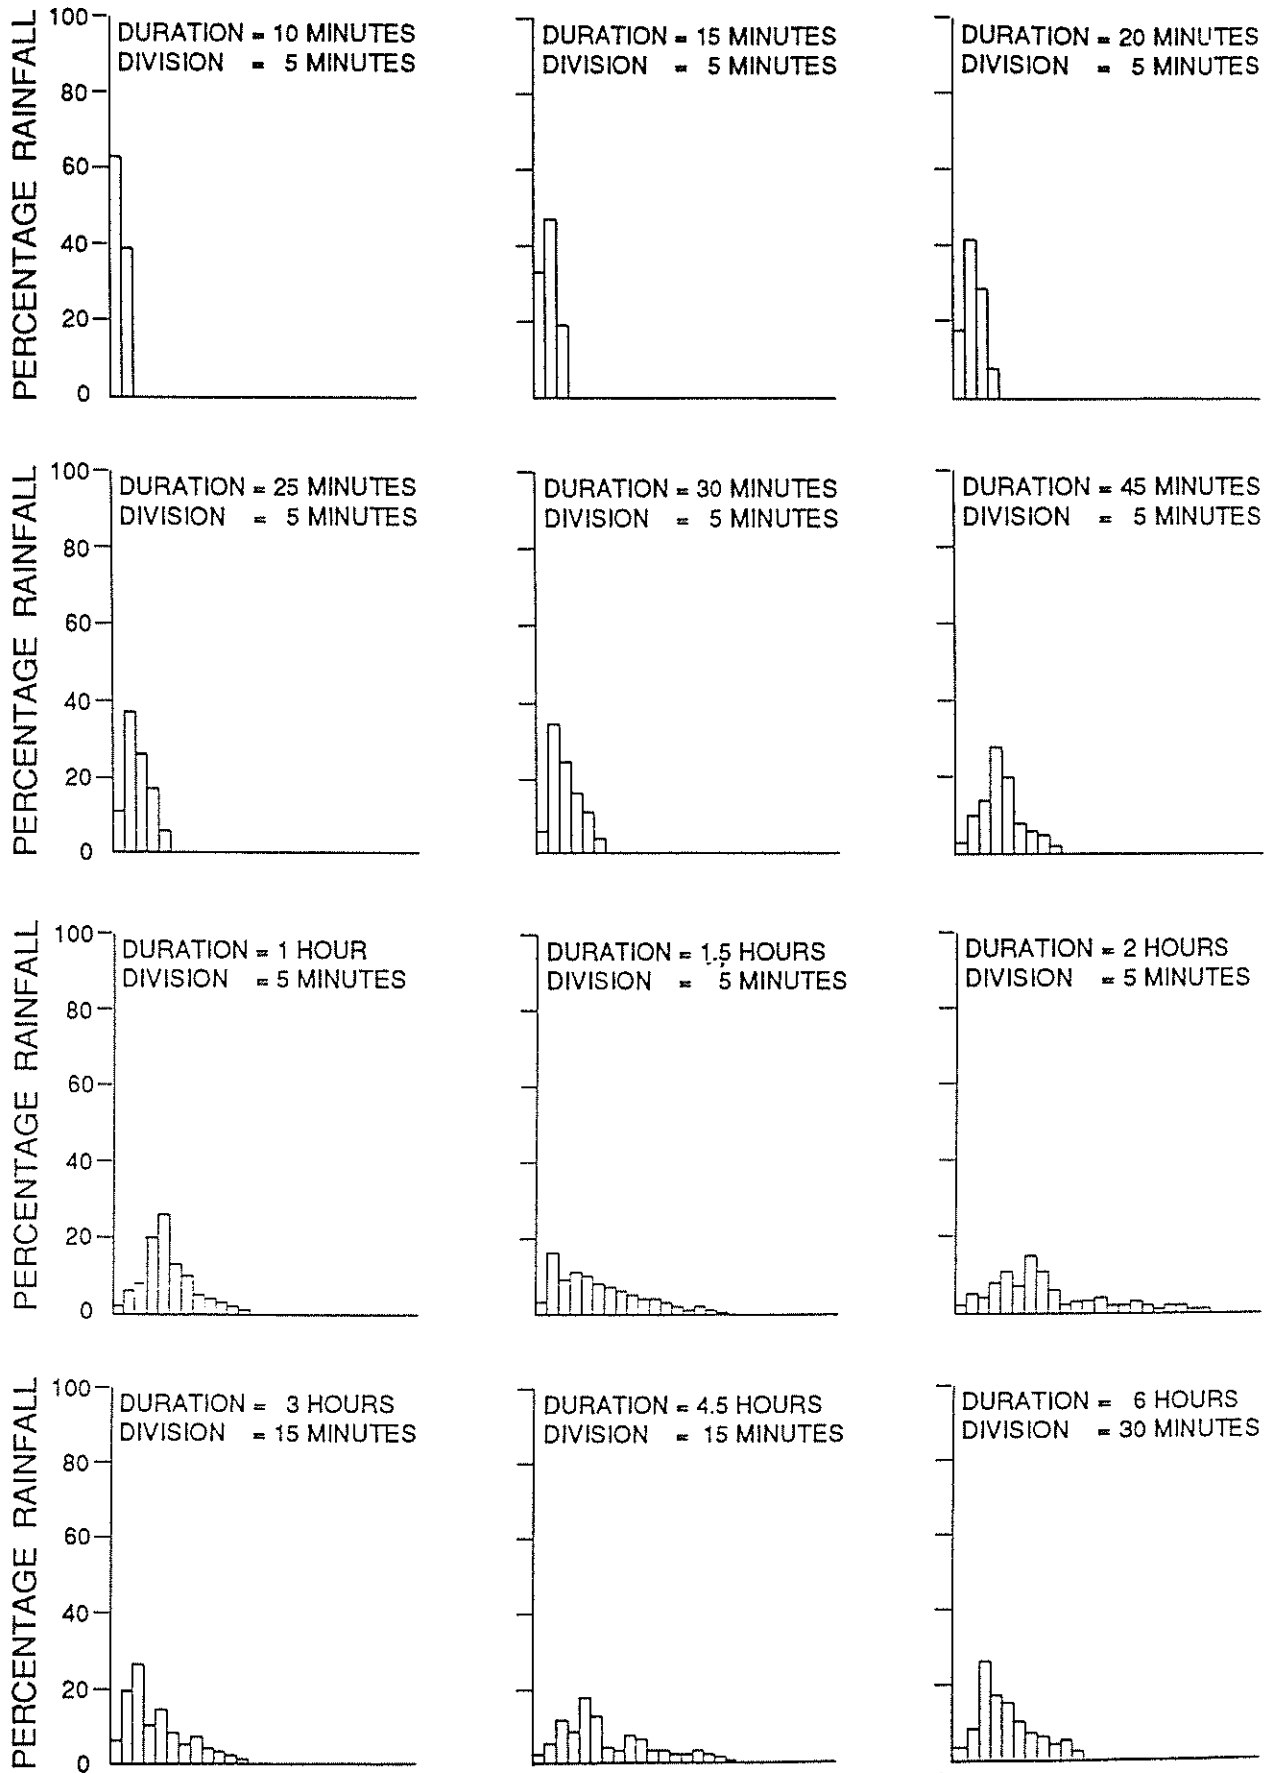 PERCENTAGE RAINFALL
100
80
60
40
20
0
DURATION = 10 MINUTES
DIVISION = 5 MINUTES
DURATION = 15 MINUTES
DIVISION = 5 MINUTES
DURATION = 20 MINUTES
DIVISION = 5 MINUTES
PERCENTAGE RAINFALL
100
80
60
40
20
0
DURATION = 25 MINUTES
DIVISION = 5 MINUTES
DURATION = 30 MINUTES
DIVISION = 5 MINUTES
DURATION = 45 MINUTES
DIVISION = 5 MINUTES
PERCENTAGE RAINFALL
100
80
60
40
20
0
DURATION = 1 HOUR
DIVISION = 5 MINUTES
DURATION = 1.5 HOURS
DIVISION = 5 MINUTES
DURATION = 2 HOURS
DIVISION = 5 MINUTES
PERCENTAGE RAINFALL
100
80
60
40
20
0
DURATION = 3 HOURS
DIVISION = 15 MINUTES
DURATION = 4.5 HOURS
DIVISION = 15 MINUTES
DURATION = 6 HOURS
DIVISION = 30 MINUTES